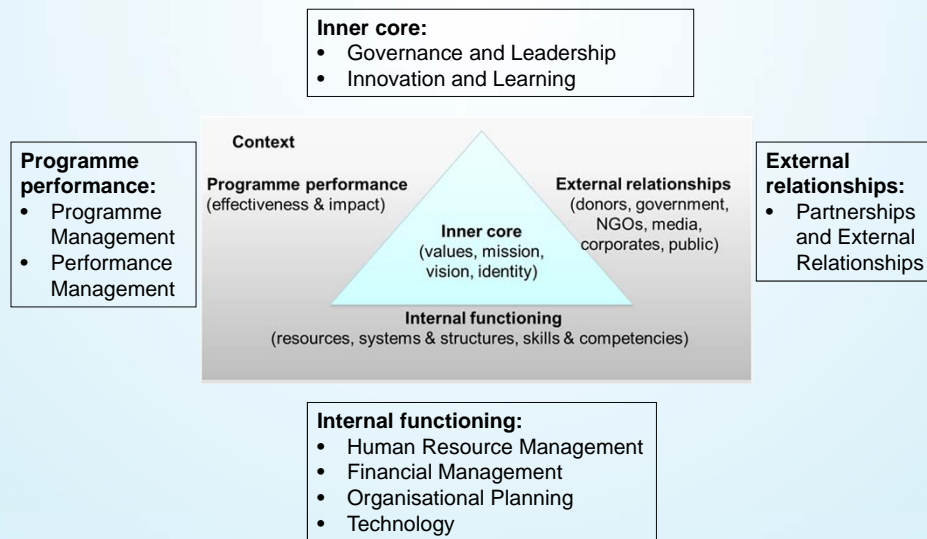 Inner core:
• Governance and Leadership
• Innovation and Learning
Programme
performance:
• Programme
Management
• Performance
Management
Context
Programme performance
(effectiveness & impact)
External relationships
(donors, government,
NGOs, media,
corporates, public)
Inner core
(values, mission,
vision, identity)
Internal functioning
(resources, systems & structures, skills & competencies)
External
relationships:
• Partnerships
and External
Relationships
Internal functioning:
• Human Resource Management
• Financial Management
• Organisational Planning
• Technology